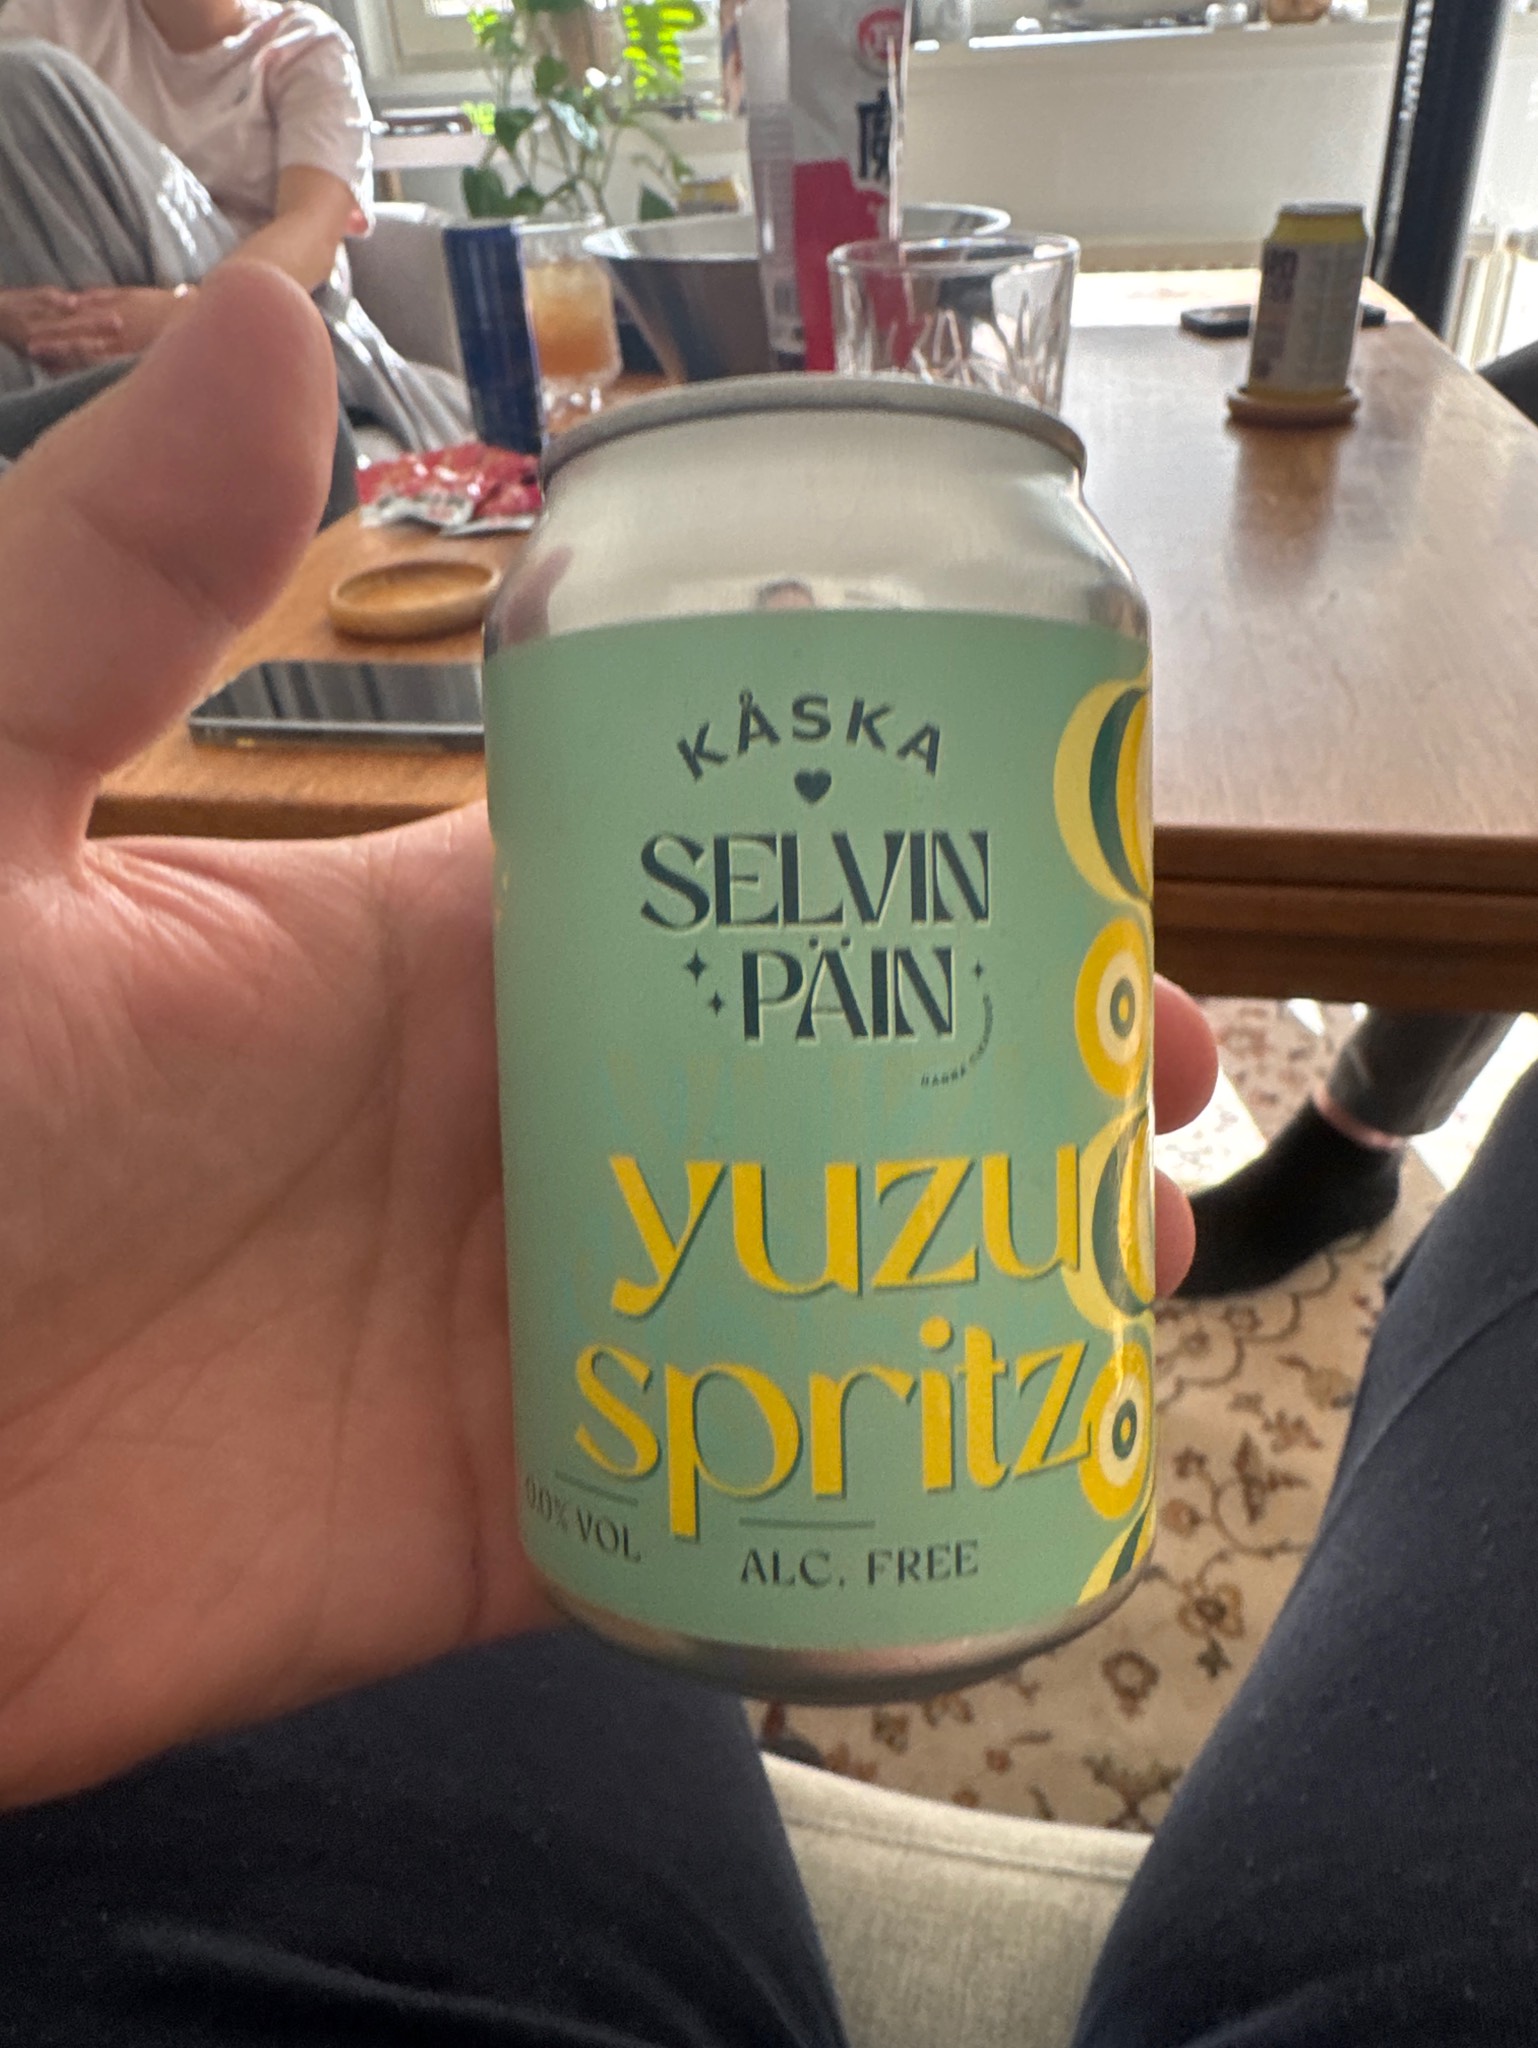 KÅSKA
SELVIN
PÄIN
yuzu
spritz
0.0% VOL
ALC. FREE